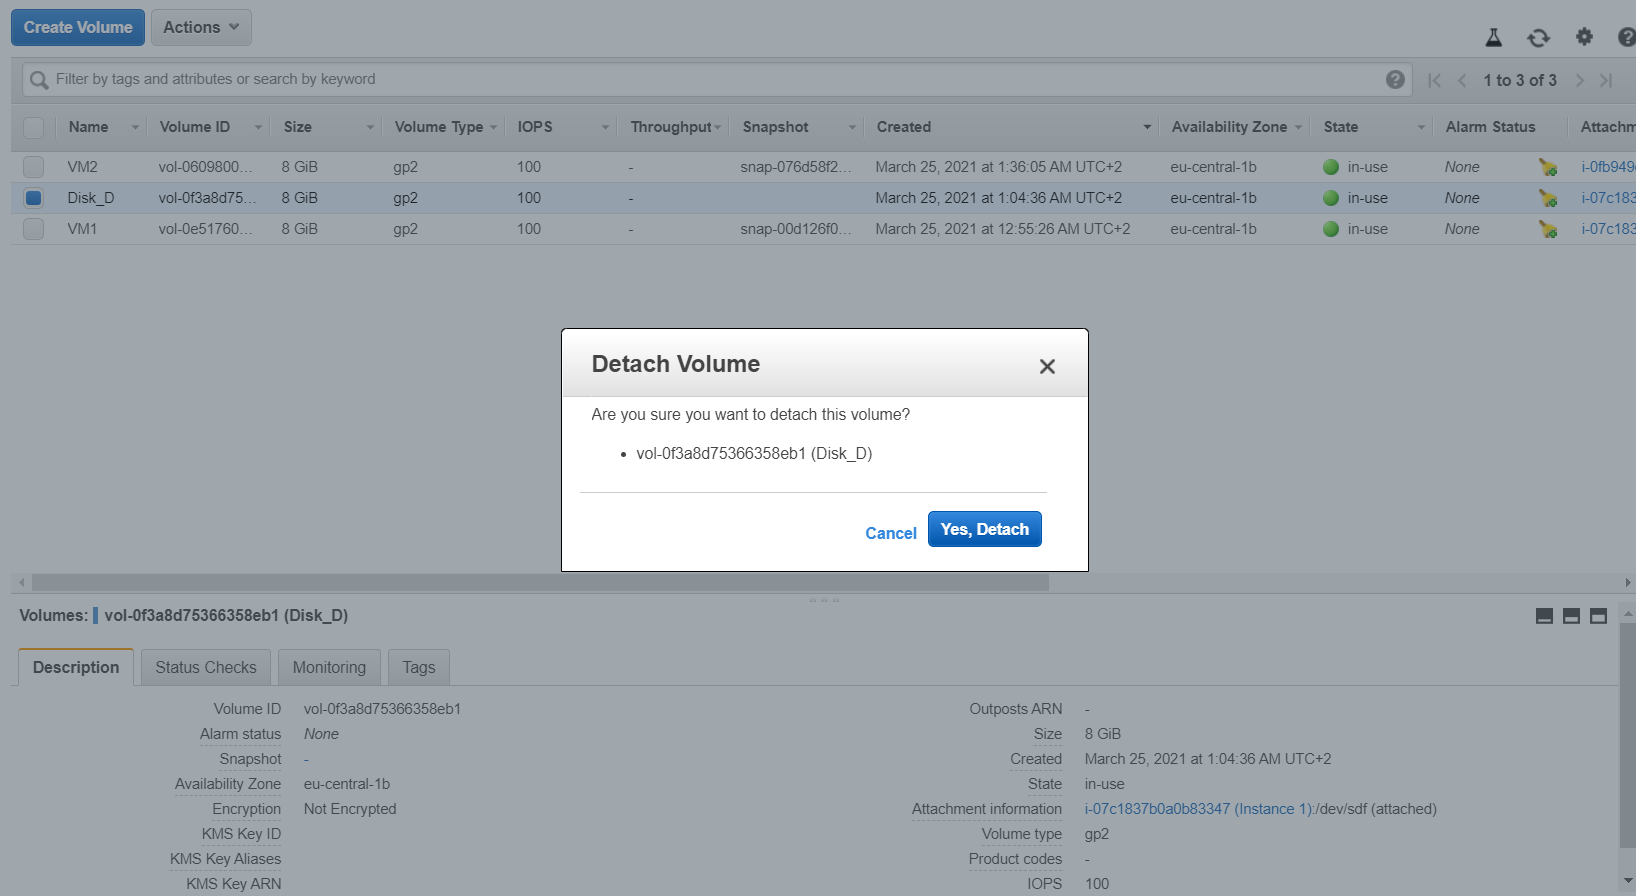 Create Volume Actions
Filter by tags and attributes or search by keyword 1 to 3 of 3
Name Volume ID Size Volume Type IOPS Throughput Snapshot Created Availability Zone State Alarm Status Attachm
VM2 vol-0609800... 8 GiB gp2 100 - snap-076d58f2... March 25, 2021 at 1:36:05 AM UTC+2 eu-central-1b in-use None i-0fb949
Disk_D vol-0f3a8d75... 8 GiB gp2 100 - March 25, 2021 at 1:04:36 AM UTC+2 eu-central-1b in-use None i-07c183
VM1 vol-0e51760... 8 GiB gp2 100 - snap-00d126f0... March 25, 2021 at 12:55:26 AM UTC+2 eu-central-1b in-use None i-07c183
Detach Volume
Are you sure you want to detach this volume?
• vol-0f3a8d75366358eb1 (Disk_D)
Cancel Yes, Detach
Volumes: vol-0f3a8d75366358eb1 (Disk_D)
Description Status Checks Monitoring Tags
Volume ID vol-0f3a8d75366358eb1 Outposts ARN -
Alarm status None Size 8 GiB
Snapshot - Created March 25, 2021 at 1:04:36 AM UTC+2
Availability Zone eu-central-1b State in-use
Encryption Not Encrypted Attachment information i-07c1837b0a0b83347 (Instance 1):/dev/sdf (attached)
KMS Key ID Volume type gp2
KMS Key Aliases Product codes -
KMS Key ARN IOPS 100